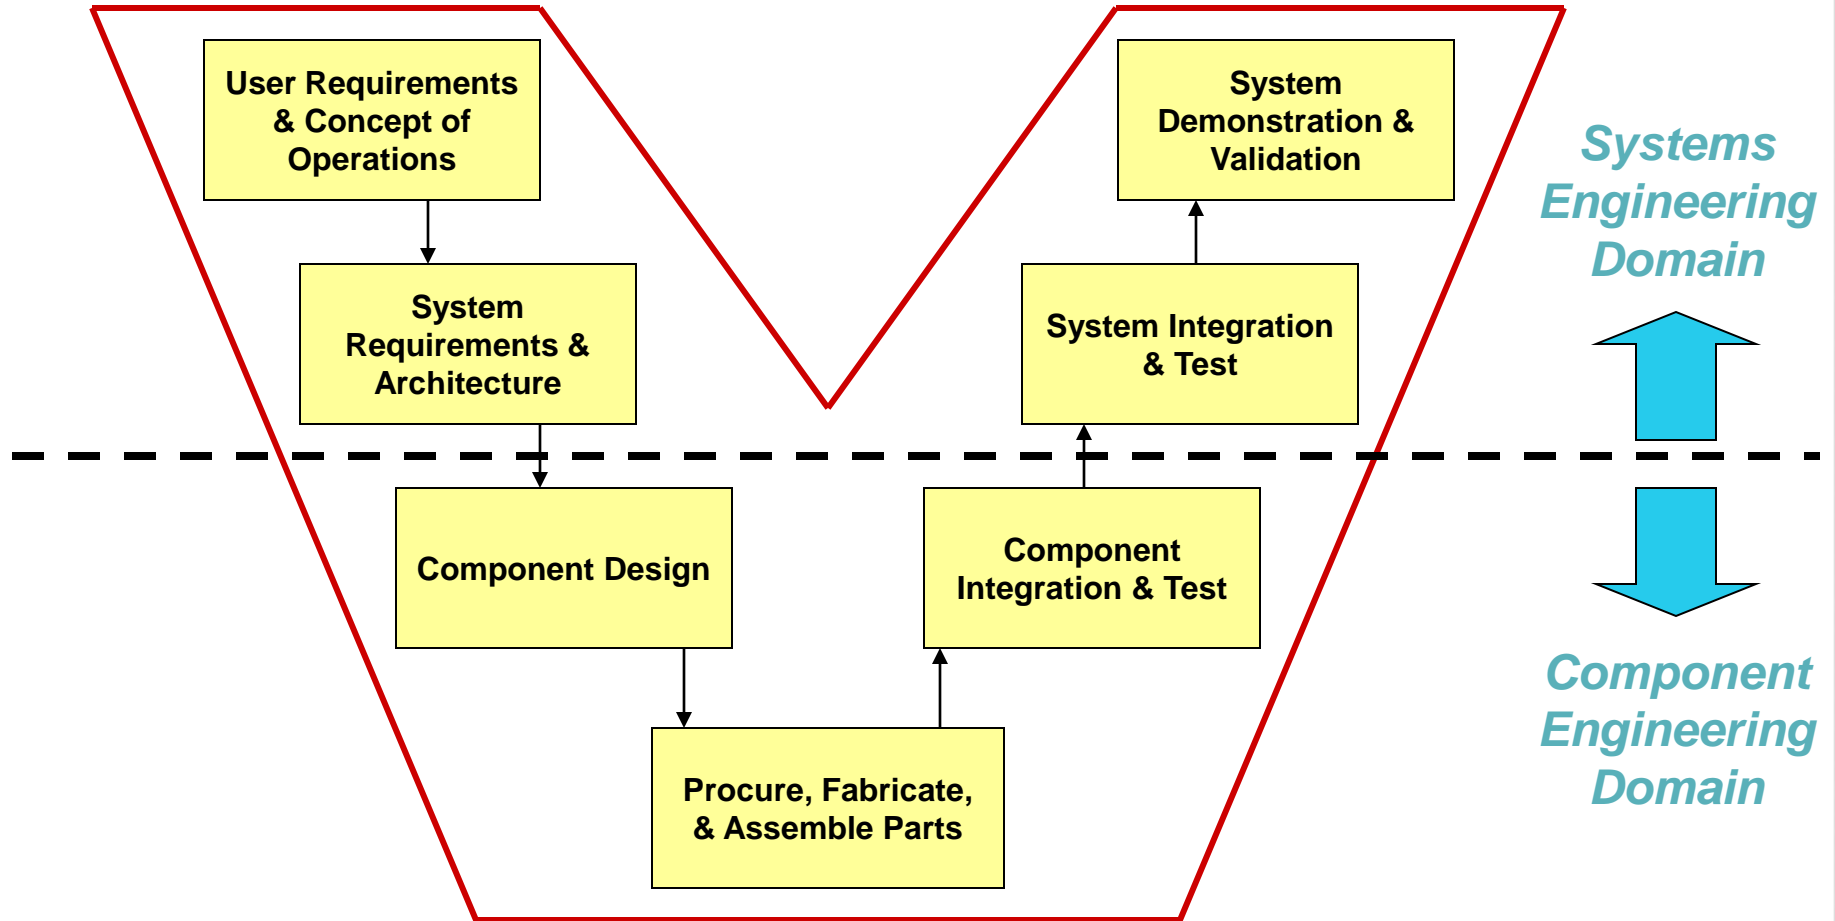 User Requirements
& Concept of
Operations
System
Demonstration &
Validation
Systems
Engineering
Domain
System
Requirements &
Architecture
System Integration
& Test
Component Design
Component
Integration & Test
Component
Engineering
Domain
Procure, Fabricate,
& Assemble Parts